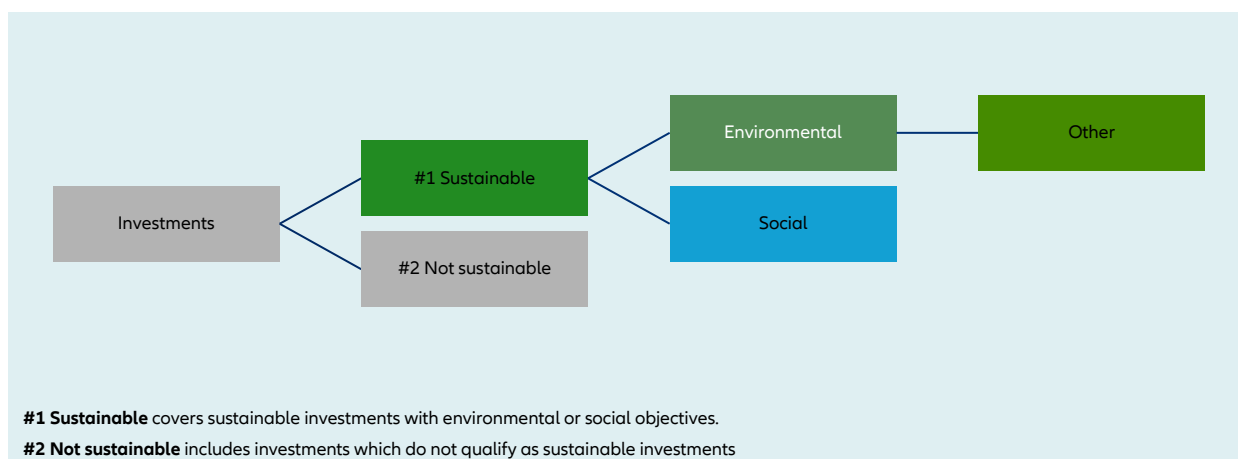 Environmental
Other
#1 Sustainable
Investments
Social
#2 Not sustainable
#1 Sustainable covers sustainable investments with environmental or social objectives.
#2 Not sustainable includes investments which do not qualify as sustainable investments